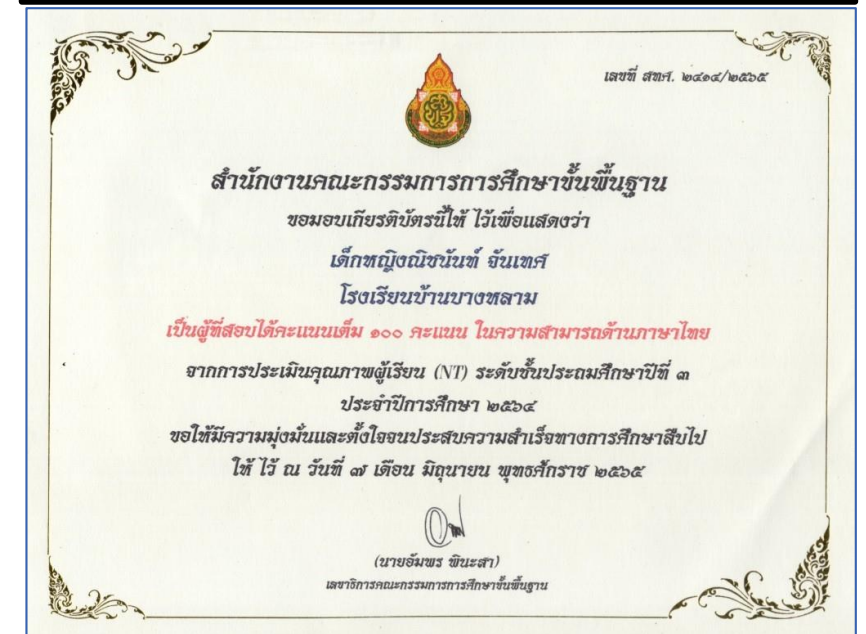 เลขที่ สทศ. ๒๔๑๔/๒๕๖๕
สำนักงานคณะกรรมการการศึกษาขั้นพื้นฐาน
ขอมอบเกียรติบัตรนี้ให้ ไว้เพื่อแสดงว่า
เด็กหญิงณิชนันท์ จันเทศ
โรงเรียนบ้านบางหลาม
เป็นผู้ที่สอบได้คะแนนเต็ม ๑๐๐ คะแนน ในความสามารถด้านภาษาไทย
จากการประเมินคุณภาพผู้เรียน (NT) ระดับชั้นประถมศึกษาปีที่ ๓
ประจำปีการศึกษา ๒๕๖๔
ขอให้มีความมุ่งมั่นและตั้งใจจนประสบความสำเร็จทางการศึกษาสืบไป
ให้ ไว้ ณ วันที่ ๗ เดือน มิถุนายน พุทธศักราช ๒๕๖๕
(นายอัมพร พินะสา)
เลขาธิการคณะกรรมการการศึกษาขั้นพื้นฐาน